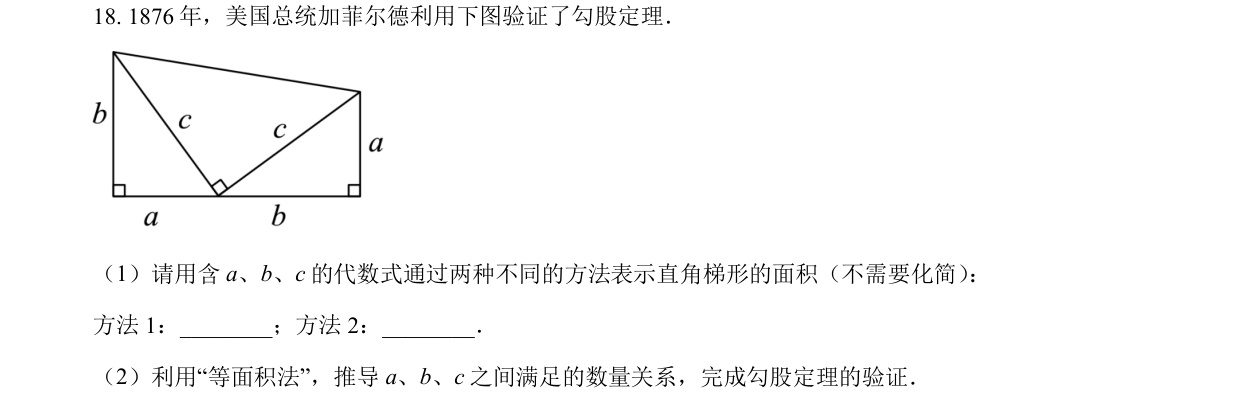 18. 1876年，美国总统加菲尔德利用下图验证了勾股定理．
b
c
c
a
a
b
（1）请用含 a、b、c 的代数式通过两种不同的方法表示直角梯形的面积（不需要化简）：
方法 1：________；方法 2：________．
（2）利用“等面积法”，推导 a、b、c 之间满足的数量关系，完成勾股定理的验证．